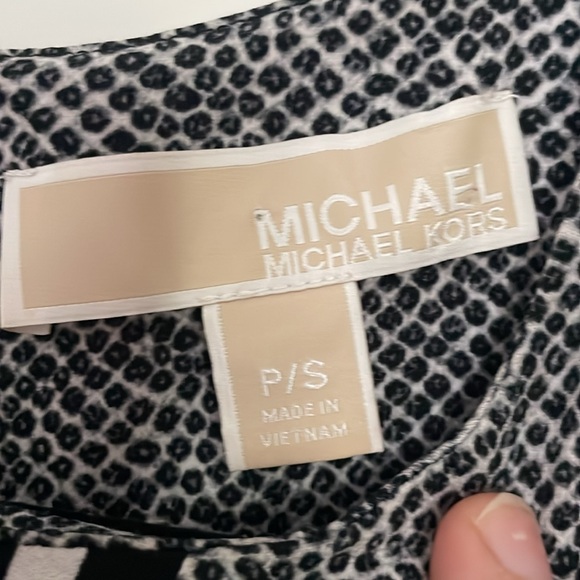 MICHAEL
MICHAEL KORS
P/S
MADE IN
VIETNAM